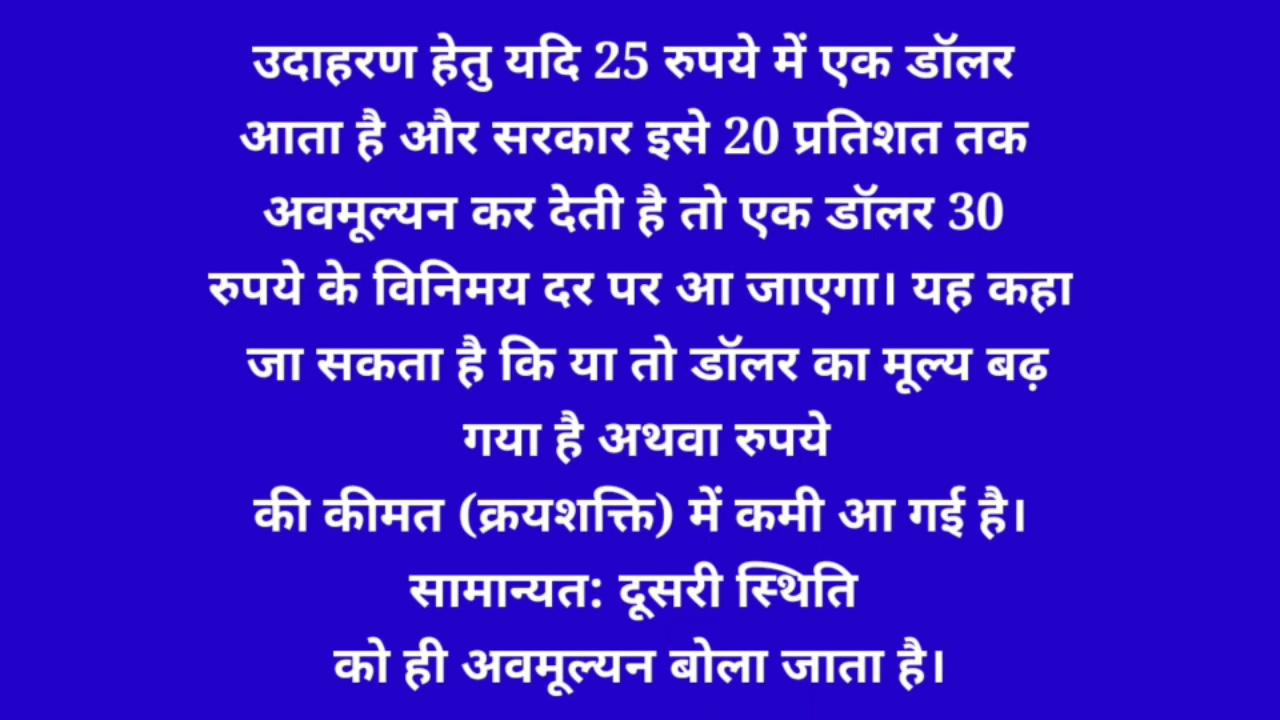 उदाहरण हेतु यदि 25 रुपये में एक डॉलर
आता है और सरकार इसे 20 प्रतिशत तक
अवमूल्यन कर देती है तो एक डॉलर 30
रुपये के विनिमय दर पर आ जाएगा। यह कहा
जा सकता है कि या तो डॉलर का मूल्य बढ़
गया है अथवा रुपये
की कीमत (क्रयशक्ति) में कमी आ गई है।
सामान्यत: दूसरी स्थिति
को ही अवमूल्यन बोला जाता है।